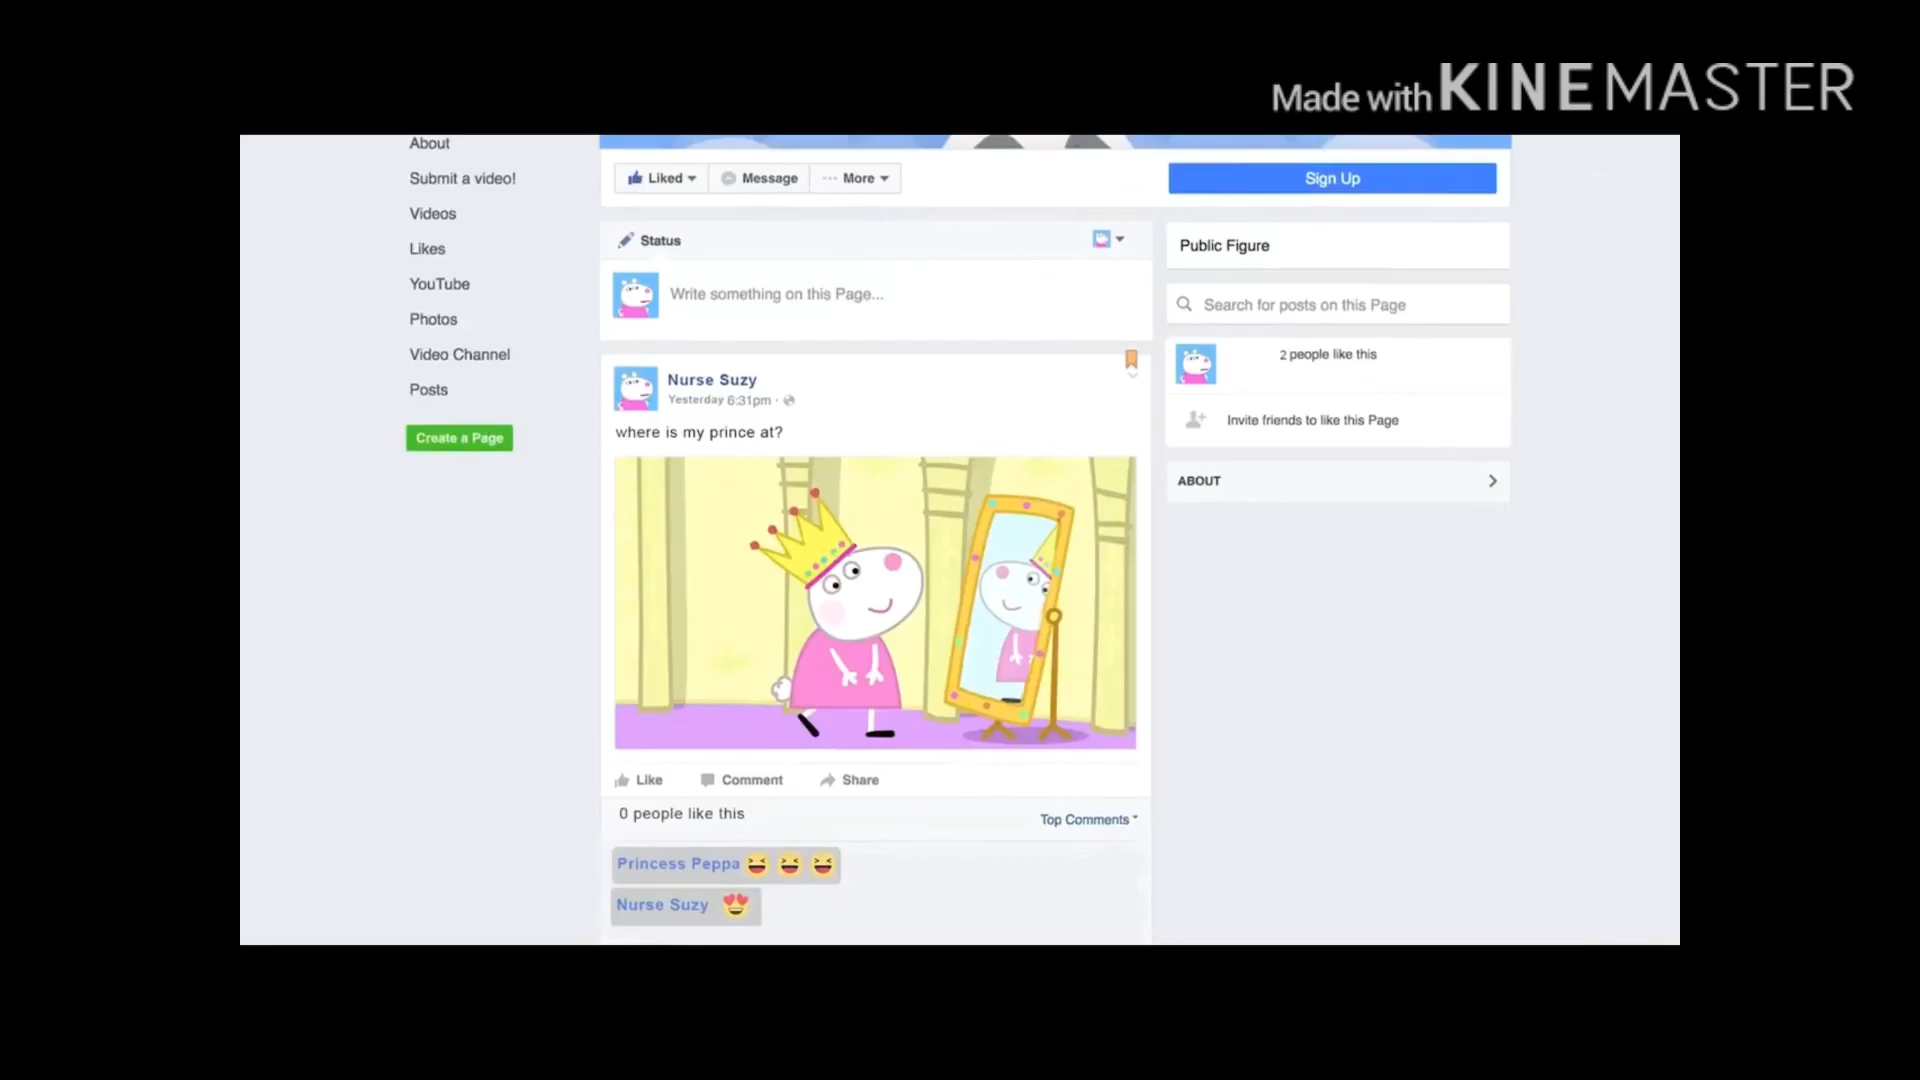 Made with KINEMASTER
About
Submit a video!
Videos
Likes
YouTube
Photos
Video Channel
Posts
Create a Page
Liked
Message
More
Sign Up
Status
Write something on this Page...
Nurse Suzy
Yesterday 6:31pm ·
where is my prince at?
Like
Comment
Share
0 people like this
Top Comments
Princess Peppa
Nurse Suzy
Public Figure
Search for posts on this Page
2 people like this
Invite friends to like this Page
ABOUT